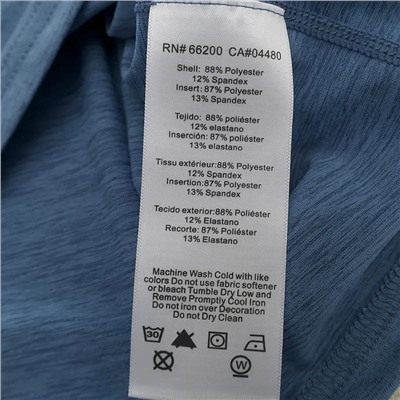 RN# 66200 CA#04480
Shell: 88% Polyester
12% Spandex
Insert: 87% Polyester
13% Spandex
Tejido: 88% poliéster
12% elastano
Inserción: 87% poliéster
13% elastano
Tissu extérieur: 88% Polyester
12% Spandex
Insertion: 87% Polyester
13% Spandex
Tecido exterior: 88% Poliéster
12% Elastano
Recorte: 87% Poliéster
13% Elastano
Machine Wash Cold with like
colors Do not use fabric softener
or bleach Tumble Dry Low and
Remove Promptly Cool Iron
Do not iron over Decoration
Do not Dry Clean
30
W